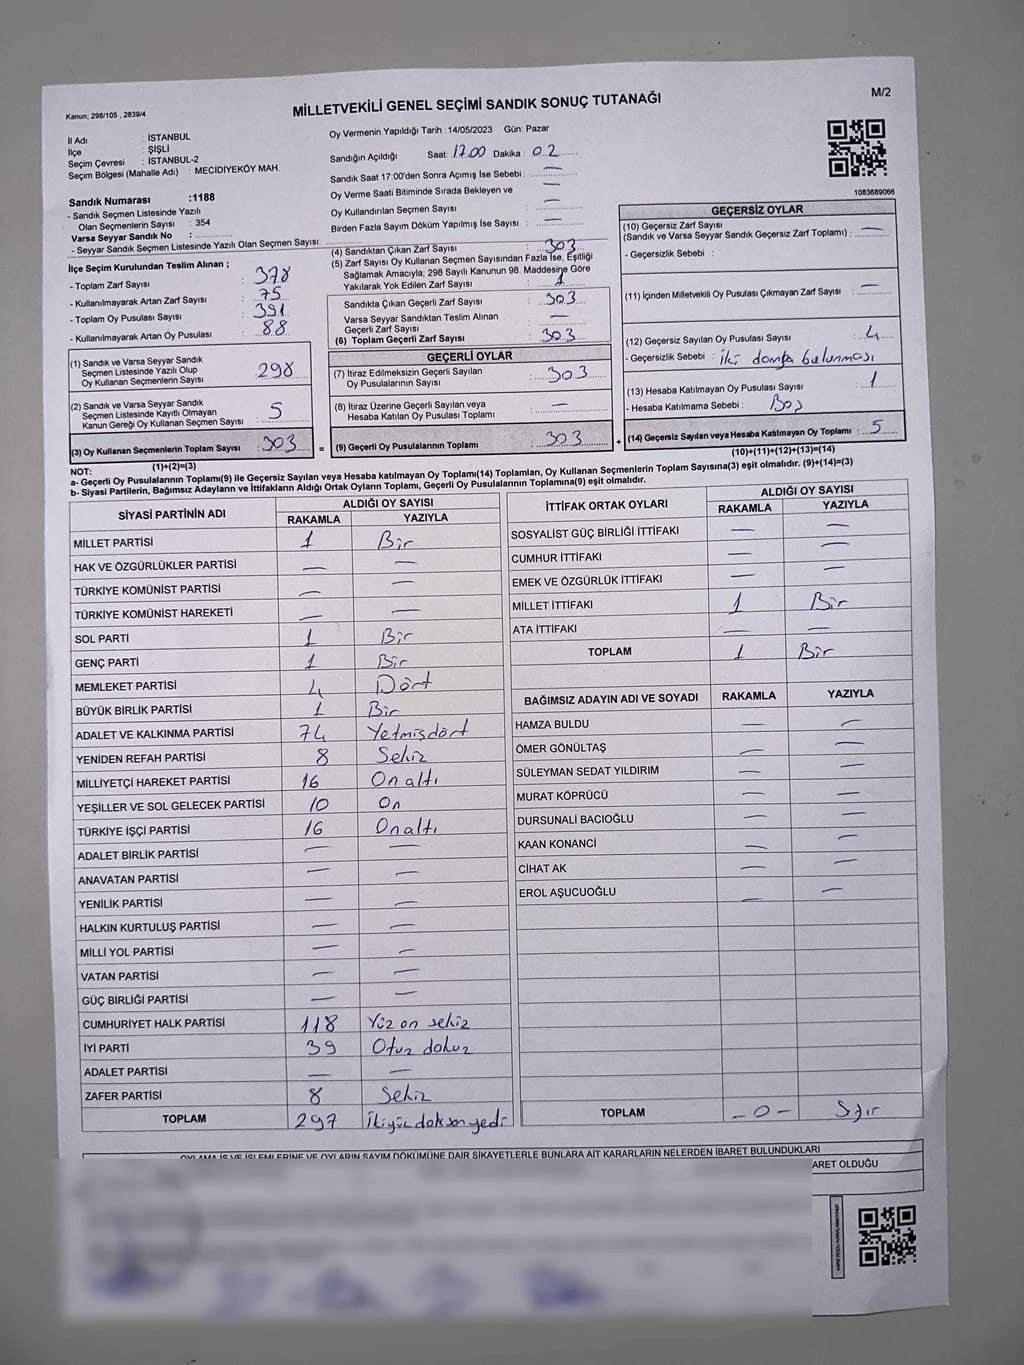 Kanun; 298/105 , 2839/4
MİLLETVEKİLİ GENEL SEÇİMİ SANDIK SONUÇ TUTANAĞI
M/2
İl Adı : İSTANBUL
İlçe : ŞİŞLİ
Seçim Çevresi : İSTANBUL-2
Seçim Bölgesi (Mahalle Adı) : MECİDİYEKÖY MAH.
Sandık Numarası :1188
- Sandık Seçmen Listesinde Yazılı
Olan Seçmenlerin Sayısı : 354
Varsa Seyyar Sandık No :
- Seyyar Sandık Seçmen Listesinde Yazılı Olan Seçmen Sayısı:
Oy Vermenin Yapıldığı Tarih : 14/05/2023 Gün: Pazar
Sandığın Açıldığı Saat: 17.00 Dakika : 02
Sandık Saat 17:00'den Sonra Açımış İse Sebebi : —
Oy Verme Saati Bitiminde Sırada Bekleyen ve —
Oy Kullandırılan Seçmen Sayısı —
Birden Fazla Sayım Döküm Yapılmış İse Sayısı : —
1083689066
İlçe Seçim Kurulundan Teslim Alınan ;
- Toplam Zarf Sayısı : 378
- Kullanılmayarak Artan Zarf Sayısı : 75
- Toplam Oy Pusulası Sayısı : 391
- Kullanılmayarak Artan Oy Pusulası : 88
(4) Sandıktan Çıkan Zarf Sayısı : 303
(5) Zarf Sayısı Oy Kullanan Seçmen Sayısından Fazla İse, Eşitliği
Sağlamak Amacıyla; 298 Sayılı Kanunun 98. Maddesine Göre
Yakılarak Yok Edilen Zarf Sayısı : 1
Sandıkta Çıkan Geçerli Zarf Sayısı : 303
Varsa Seyyar Sandıktan Teslim Alınan
Geçerli Zarf Sayısı : —
(6) Toplam Geçerli Zarf Sayısı : 303
GEÇERSİZ OYLAR
(10) Geçersiz Zarf Sayısı
(Sandık ve Varsa Seyyar Sandık Geçersiz Zarf Toplamı) : —
- Geçersizlik Sebebi :
(11) İçinden Milletvekili Oy Pusulası Çıkmayan Zarf Sayısı : —
(12) Geçersiz Sayılan Oy Pusulası Sayısı : 4
- Geçersizlik Sebebi : İki damga bulunması
(13) Hesaba Katılmayan Oy Pusulası Sayısı : 1
- Hesaba Katılmama Sebebi : Boş
(14) Geçersiz Sayılan veya Hesaba Katılmayan Oy Toplamı : 5
(10)+(11)+(12)+(13)=(14)
(1) Sandık ve Varsa Seyyar Sandık
Seçmen Listesinde Yazılı Olup
Oy Kullanan Seçmenlerin Sayısı : 298
(2) Sandık ve Varsa Seyyar Sandık
Seçmen Listesinde Kayıtlı Olmayan
Kanun Gereği Oy Kullanan Seçmen Sayısı : 5
(3) Oy Kullanan Seçmenlerin Toplam Sayısı : 303 =
(1)+(2)=(3)
GEÇERLİ OYLAR
(7) İtiraz Edilmeksizin Geçerli Sayılan
Oy Pusulalarının Sayısı : 303
(8) İtiraz Üzerine Geçerli Sayılan veya
Hesaba Katılan Oy Pusulası Toplamı : —
(9) Geçerli Oy Pusulalarının Toplamı : 303 +
NOT:
a- Geçerli Oy Pusulalarının Toplamı(9) ile Geçersiz Sayılan veya Hesaba katılmayan Oy Toplamı(14) Toplamları, Oy Kullanan Seçmenlerin Toplam Sayısına(3) eşit olmalıdır. (9)+(14)=(3)
b- Siyasi Partilerin, Bağımsız Adayların ve İttifakların Aldığı Ortak Oyların Toplamı, Geçerli Oy Pusulalarının Toplamına(9) eşit olmalıdır.
SİYASİ PARTİNİN ADI ALDIĞI OY SAYISI
RAKAMLA YAZIYLA
MİLLET PARTİSİ 1 Bir
HAK VE ÖZGÜRLÜKLER PARTİSİ — —
TÜRKİYE KOMÜNİST PARTİSİ — —
TÜRKİYE KOMÜNİST HAREKETİ — —
SOL PARTİ 1 Bir
GENÇ PARTİ 1 Bir
MEMLEKET PARTİSİ 4 Dört
BÜYÜK BİRLİK PARTİSİ 1 Bir
ADALET VE KALKINMA PARTİSİ 74 Yetmişdört
YENİDEN REFAH PARTİSİ 8 Sekiz
MİLLİYETÇİ HAREKET PARTİSİ 16 Onaltı
YEŞİLLER VE SOL GELECEK PARTİSİ 10 On
TÜRKİYE İŞÇİ PARTİSİ 16 Onaltı
ADALET BİRLİK PARTİSİ — —
ANAVATAN PARTİSİ — —
YENİLİK PARTİSİ — —
HALKIN KURTULUŞ PARTİSİ — —
MİLLİ YOL PARTİSİ — —
VATAN PARTİSİ — —
GÜÇ BİRLİĞİ PARTİSİ — —
CUMHURİYET HALK PARTİSİ 118 Yüz on sekiz
İYİ PARTİ 39 Otuz dokuz
ADALET PARTİSİ — —
ZAFER PARTİSİ 8 Sekiz
TOPLAM 297 İkiyüz doksan yedi
İTTİFAK ORTAK OYLARI ALDIĞI OY SAYISI
RAKAMLA YAZIYLA
SOSYALİST GÜÇ BİRLİĞİ İTTİFAKI — —
CUMHUR İTTİFAKI — —
EMEK VE ÖZGÜRLÜK İTTİFAKI — —
MİLLET İTTİFAKI 1 Bir
ATA İTTİFAKI — —
TOPLAM 1 Bir
BAĞIMSIZ ADAYIN ADI VE SOYADI RAKAMLA YAZIYLA
HAMZA BULDU — —
ÖMER GÖNÜLTAŞ — —
SÜLEYMAN SEDAT YILDIRIM — —
MURAT KÖPRÜCÜ — —
DURSUNALİ BACIOĞLU — —
KAAN KONANCİ — —
CİHAT AK — —
EROL AŞUCUOĞLU — —
TOPLAM -0- Sıfır
OYLAMA İŞ VE İŞLEMLERİNE VE OYLARIN SAYIM DÖKÜMÜNE DAİR ŞİKAYETLERLE BUNLARA AİT KARARLARIN NELERDEN İBARET BULUNDUKLARI
ARET OLDUĞU